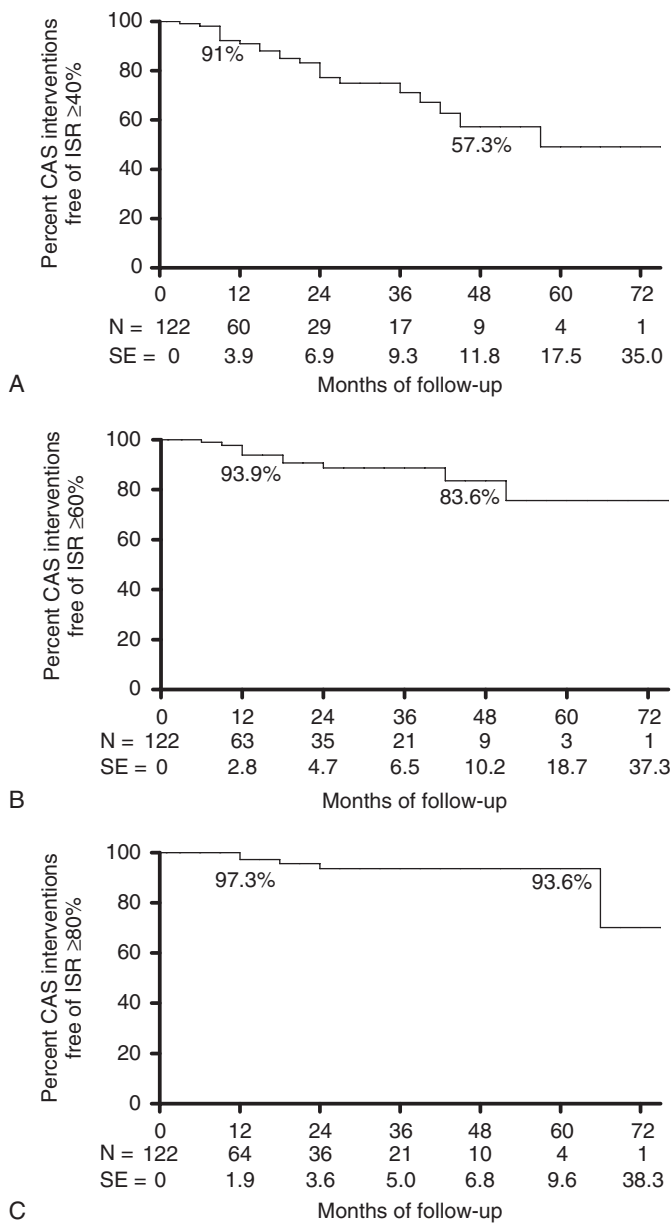 Percent CAS interventions
free of ISR ≥40%
100
80
60
40
20
0
91%
57.3%
0 12 24 36 48 60 72
N = 122 60 29 17 9 4 1
SE = 0 3.9 6.9 9.3 11.8 17.5 35.0
A Months of follow-up
Percent CAS interventions
free of ISR ≥60%
100
80
60
40
20
0
93.9%
83.6%
0 12 24 36 48 60 72
N = 122 63 35 21 9 3 1
SE = 0 2.8 4.7 6.5 10.2 18.7 37.3
B Months of follow-up
Percent CAS interventions
free of ISR ≥80%
100
80
60
40
20
0
97.3%
93.6%
0 12 24 36 48 60 72
N = 122 64 36 21 10 4 1
SE = 0 1.9 3.6 5.0 6.8 9.6 38.3
C Months of follow-up